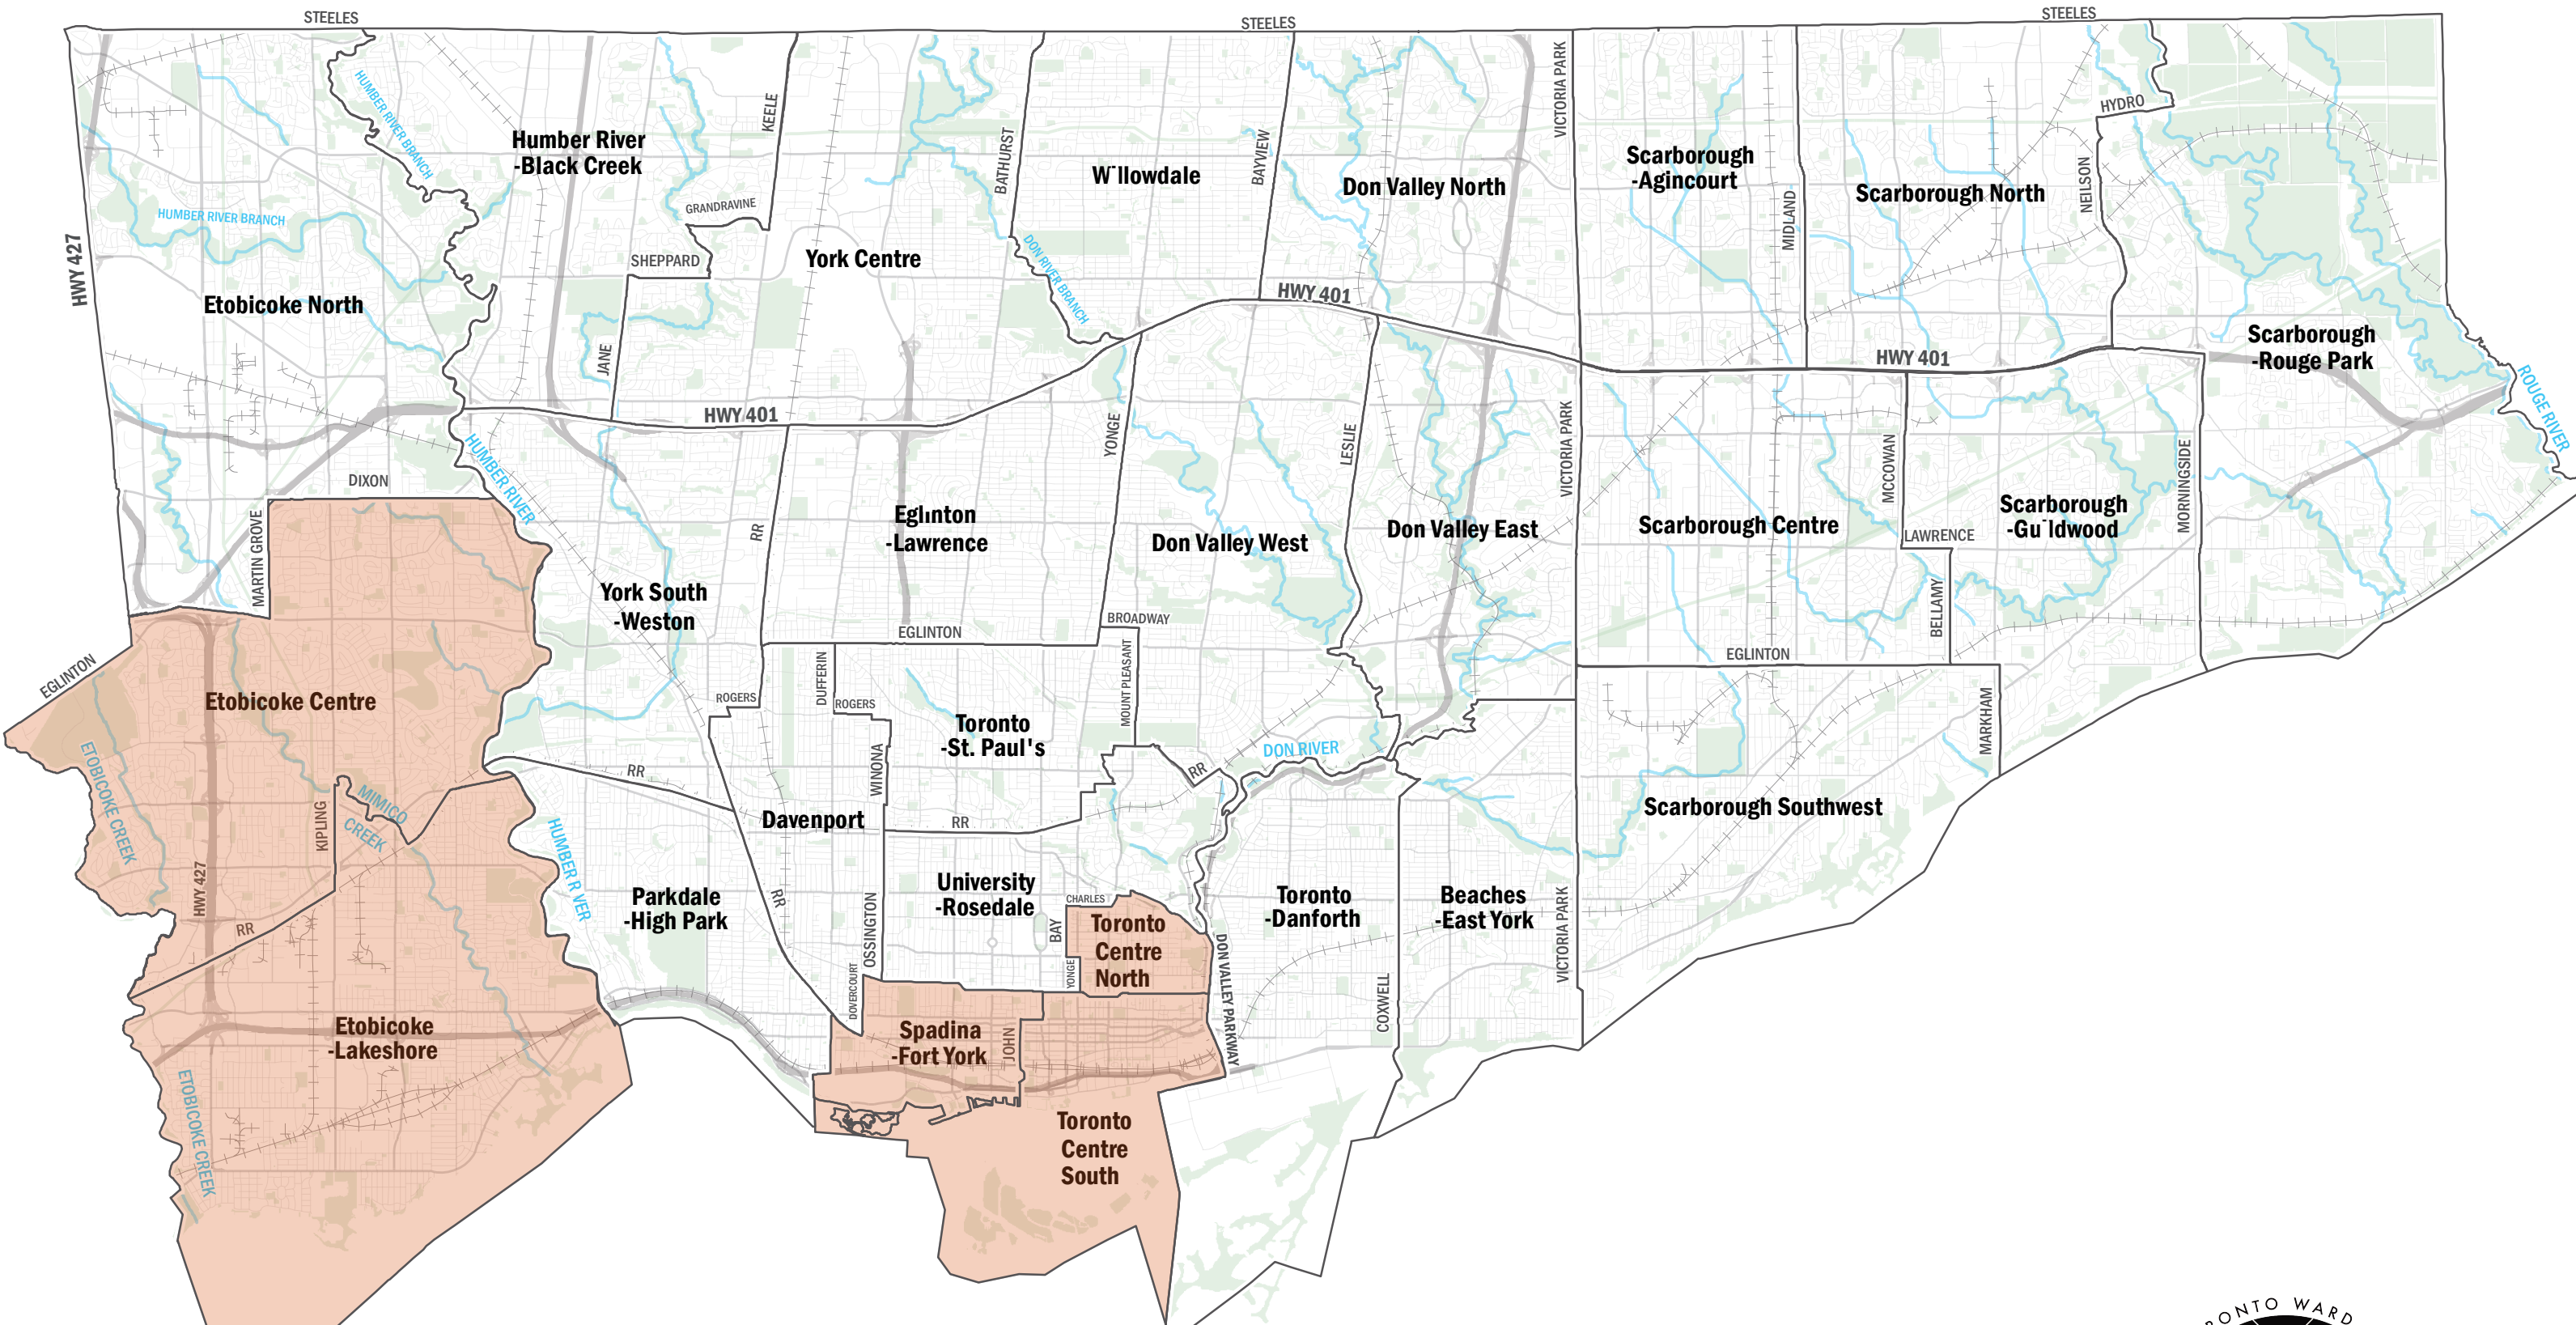 STEELES
STEELES
STEELES
HUMBER RIVER BRANCH
Humber River
-Black Creek
KEELE
BATHURST
Willowdale
BAYVIEW
Don Valley North
VICTORIA PARK
Scarborough
-Agincourt
MIDLAND
Scarborough North
NEILSON
HYDRO
HUMBER RIVER BRANCH
GRANDRAVINE
SHEPPARD
York Centre
DON RIVER BRANCH
HWY 427
Etobicoke North
JANE
HWY 401
HWY 401
HWY 401
Scarborough
-Rouge Park
ROUGE RIVER
DIXON
HUMBER RIVER
MARTIN GROVE
RR
Eglinton
-Lawrence
YONGE
Don Valley West
LESLIE
Don Valley East
VICTORIA PARK
Scarborough Centre
MCCOWAN
LAWRENCE
Scarborough
-Guildwood
MORNINGSIDE
BELLAMY
York South
-Weston
EGLINTON
BROADWAY
MOUNT PLEASANT
EGLINTON
MARKHAM
EGLINTON
Etobicoke Centre
ROGERS
DUFFERIN
ROGERS
Toronto
-St. Paul's
DON RIVER
RR
ETOBICOKE CREEK
MIMICO
CREEK
KIPLING
HWY 427
RR
RR
WINONA
Davenport
RR
Scarborough Southwest
HUMBER R VER
Parkdale
-High Park
RR
OSSINGTON
University
-Rosedale
CHARLES
BAY
YONGE
Toronto
Centre
North
DON VALLEY PARKWAY
Toronto
-Danforth
Beaches
-East York
VICTORIA PARK
COXWELL
DOVERCOURT
Spadina
-Fort York
JOHN
Etobicoke
-Lakeshore
ETOBICOKE CREEK
Toronto
Centre
South
RONTO WARD